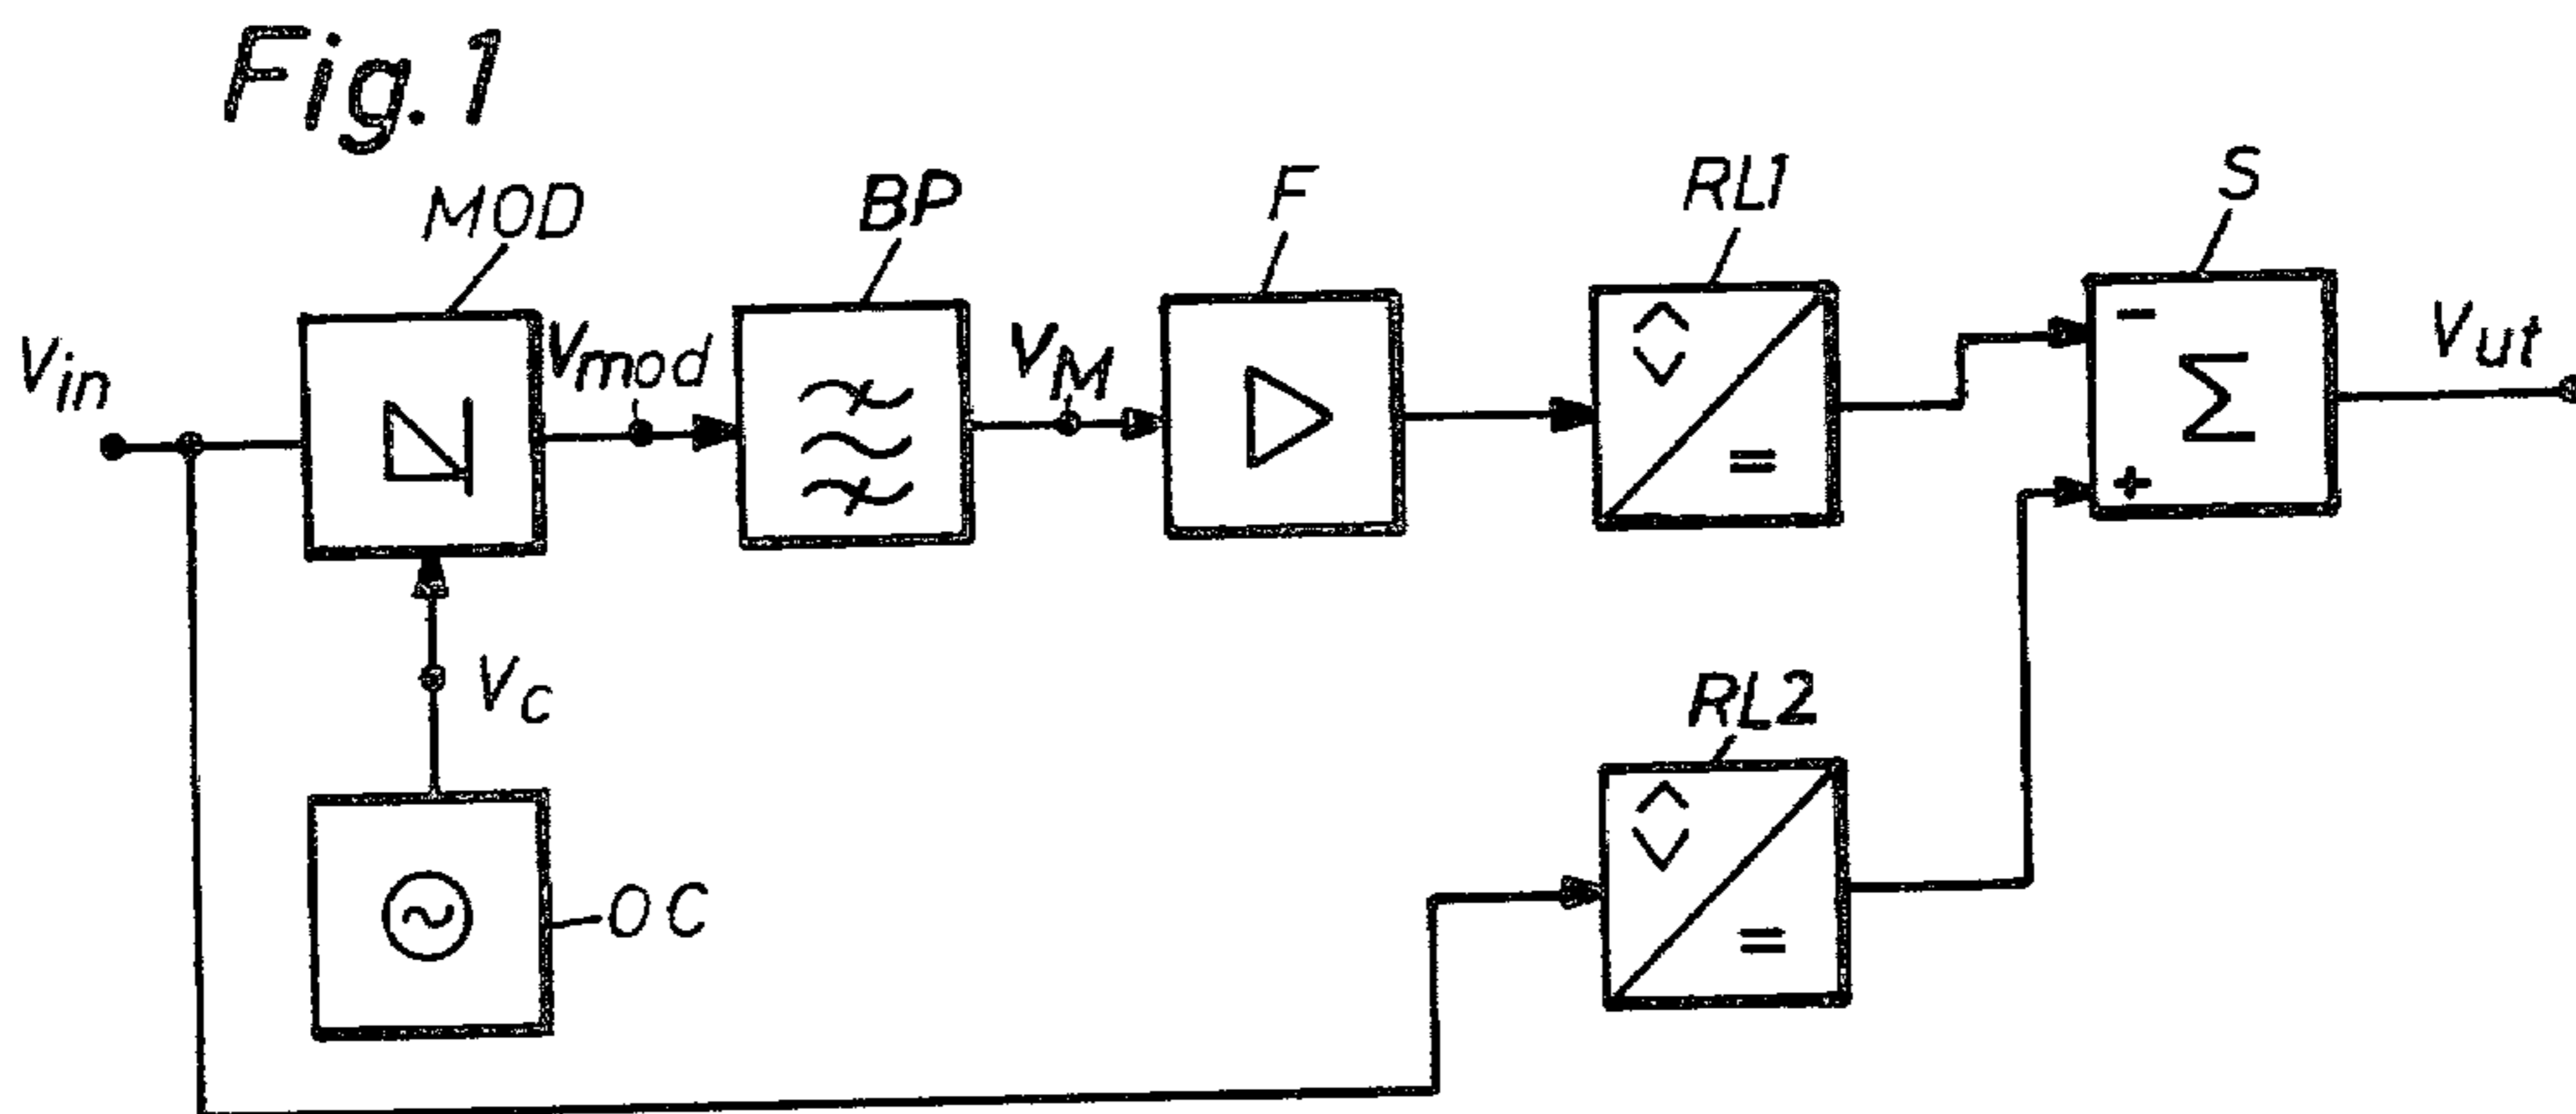 Fig. 1
MOD
BP
F
RL1
S
Vin
Vmod
VM
Vut
-
Σ
+
=
Vc
RL2
OC
~
=